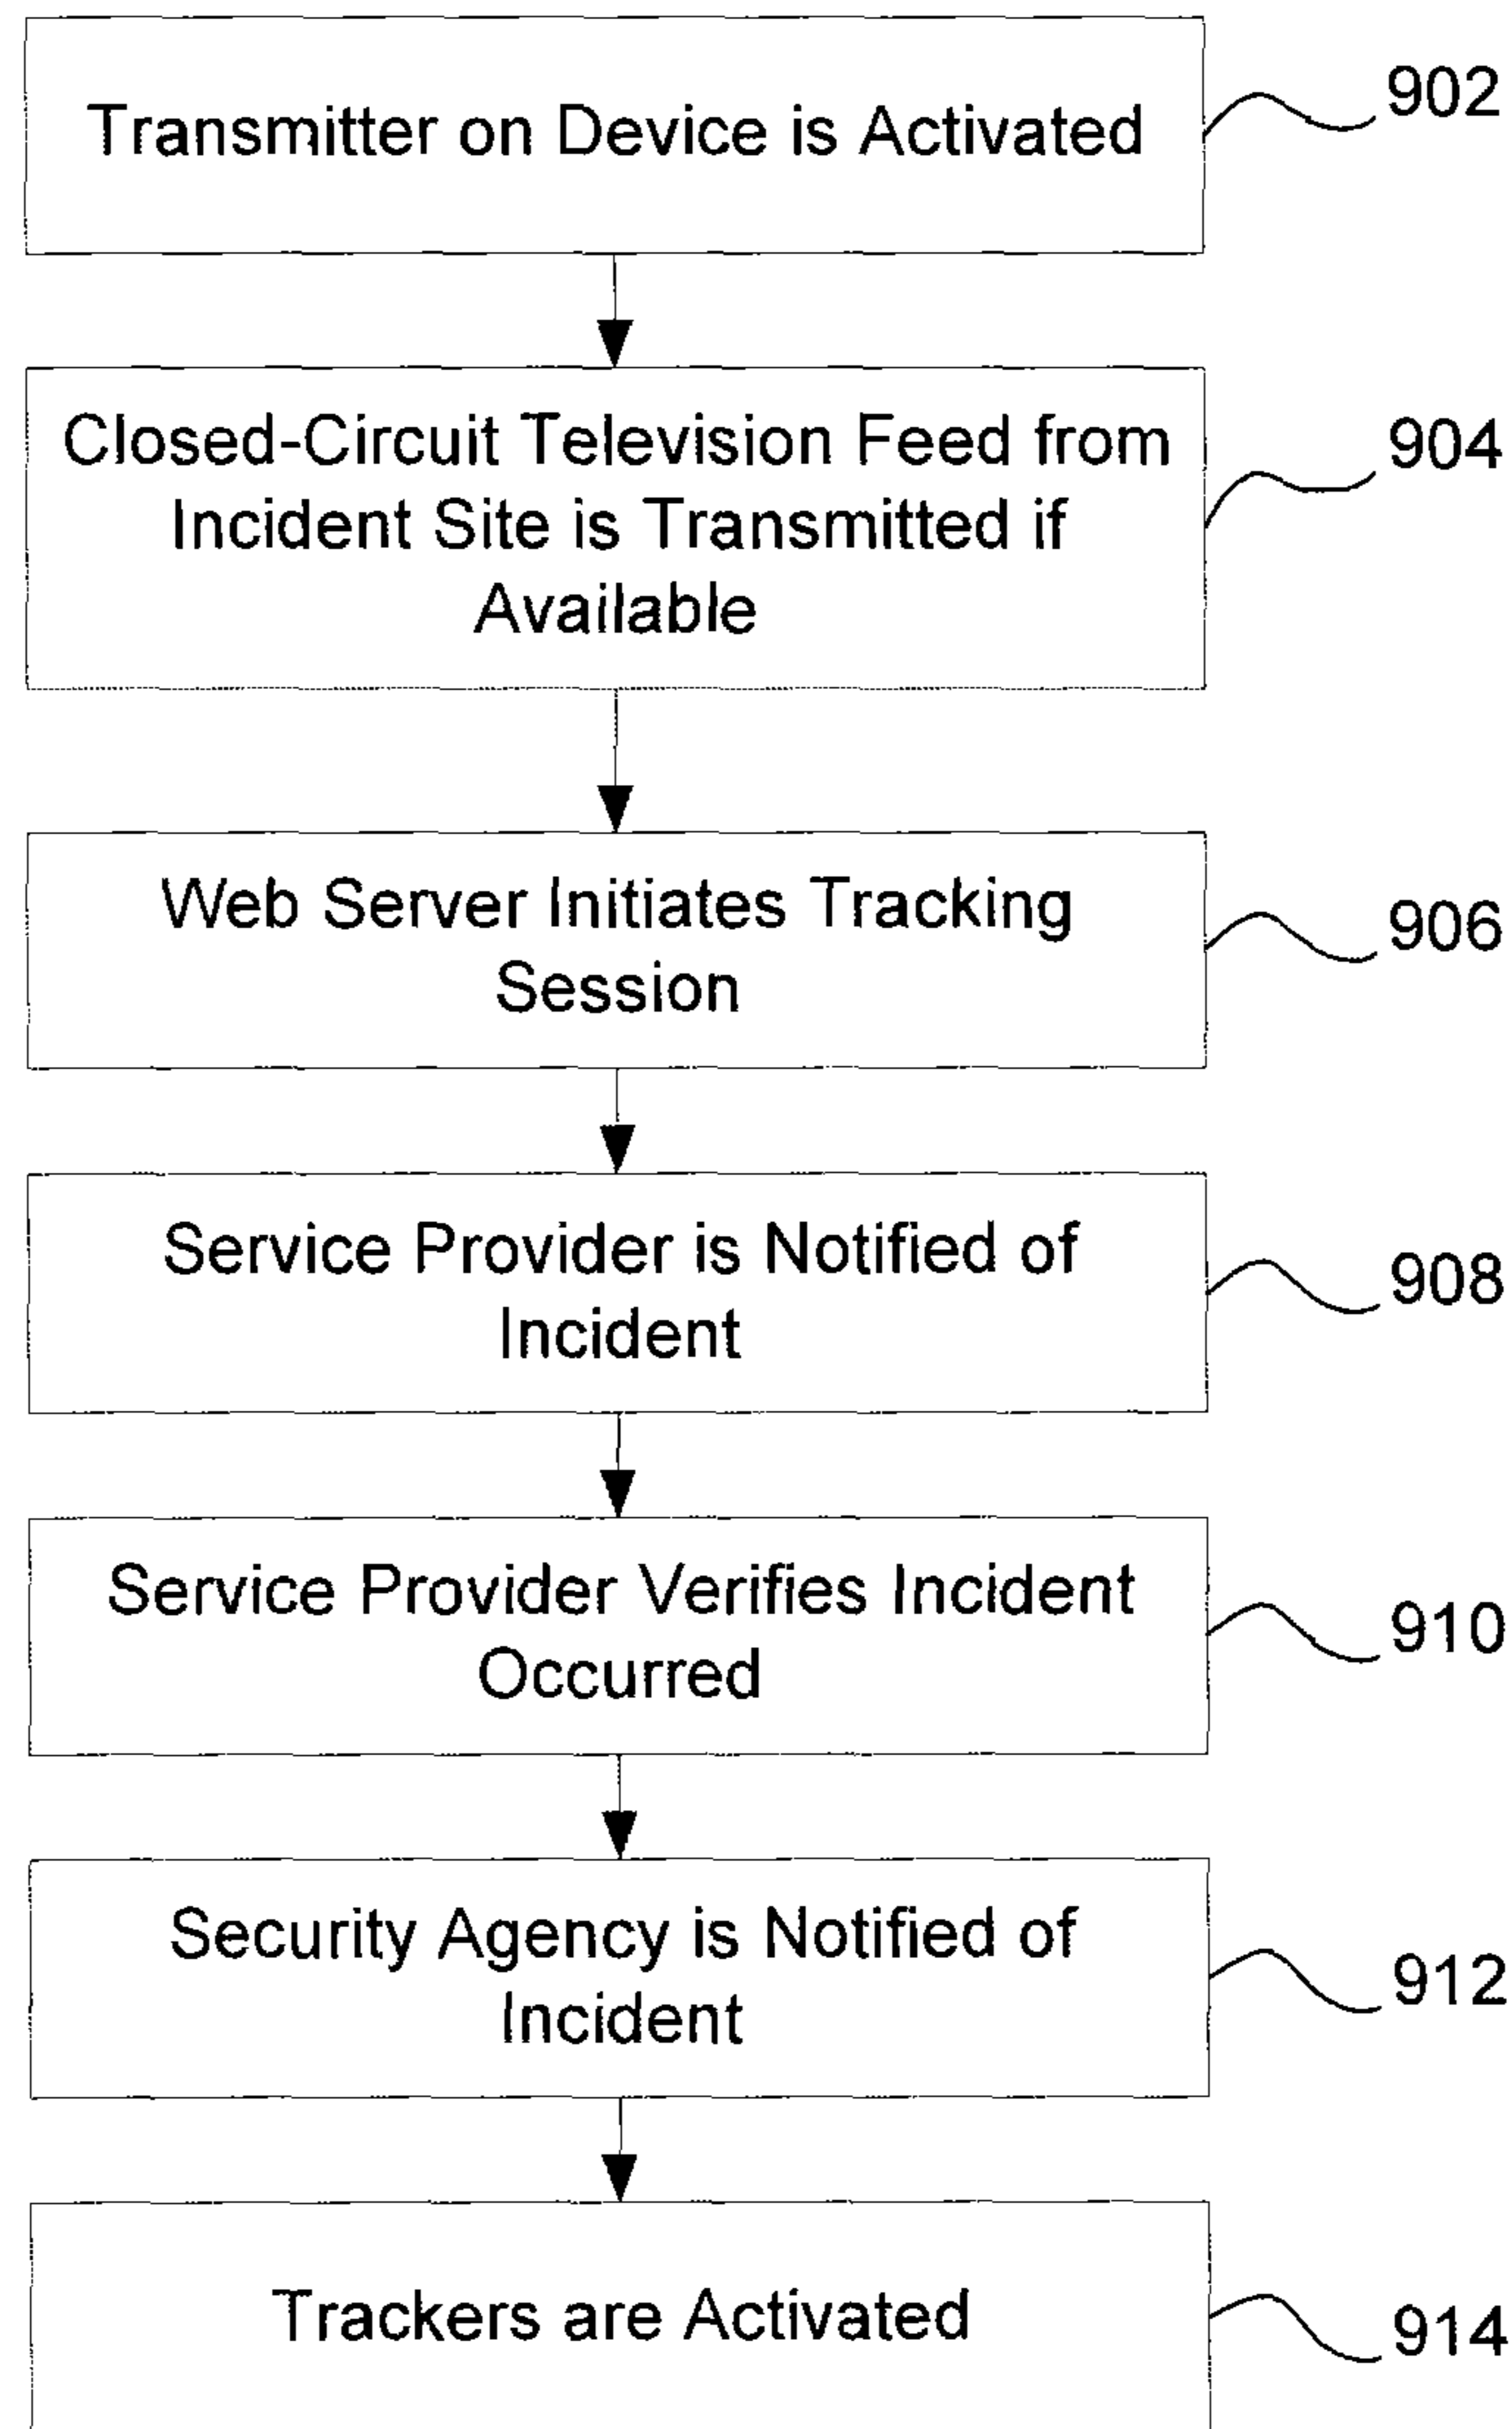 Transmitter on Device is Activated
902
Closed-Circuit Television Feed from
Incident Site is Transmitted if
Available
904
Web Server Initiates Tracking
Session
906
Service Provider is Notified of
Incident
908
Service Provider Verifies Incident
Occurred
910
Security Agency is Notified of
Incident
912
Trackers are Activated
914